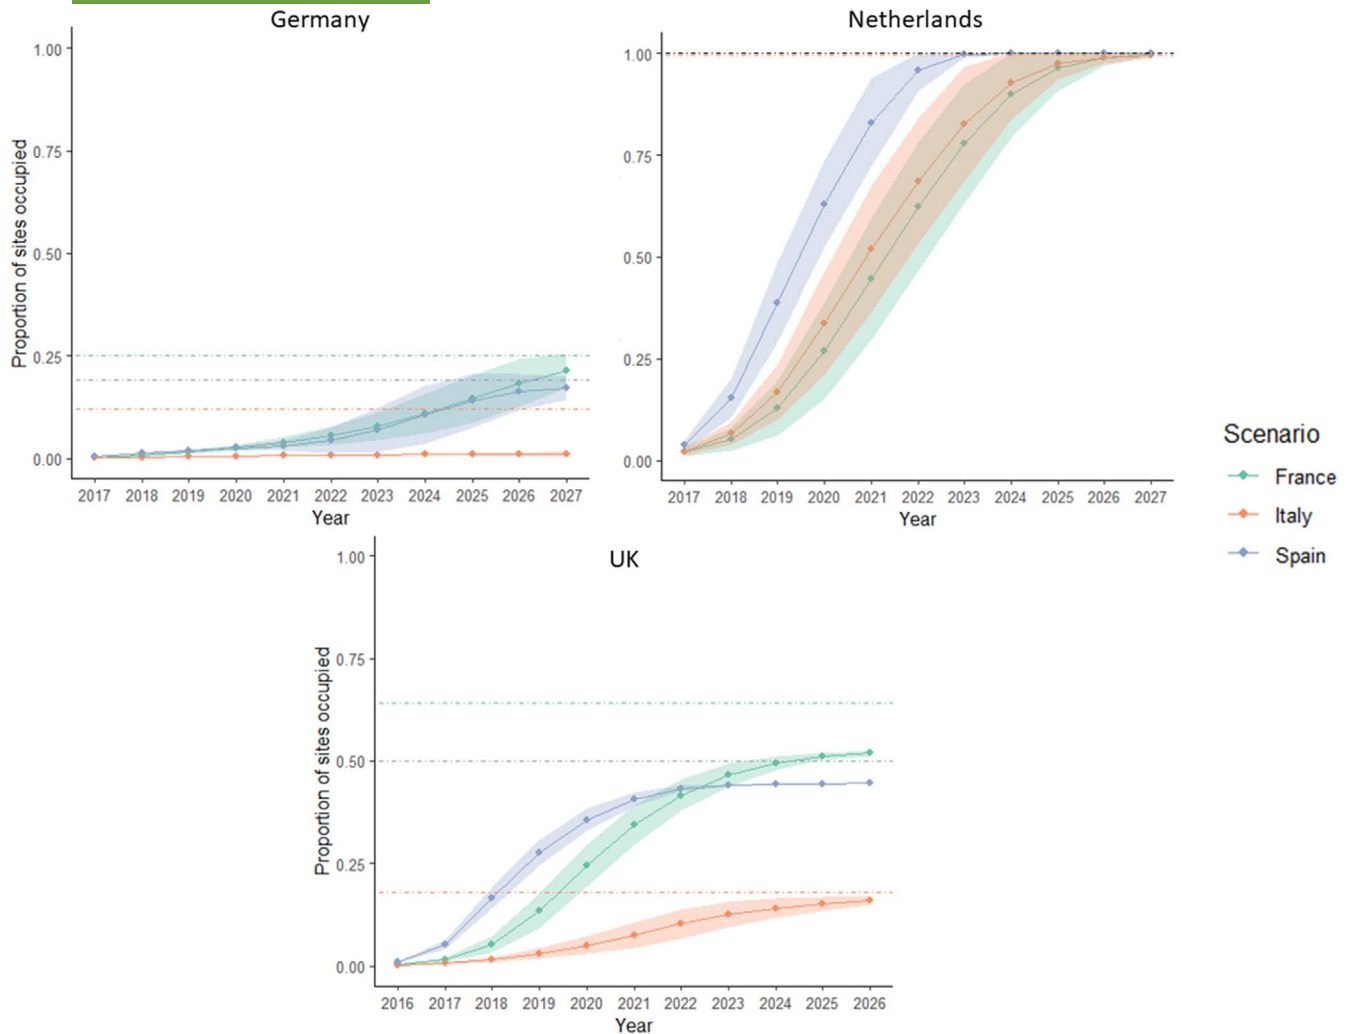 Germany
1.00
0.75
0.50
0.25
0.00
Proportion of sites occupied
2017 2018 2019 2020 2021 2022 2023 2024 2025 2026 2027
Year
Netherlands
1.00
0.75
0.50
0.25
0.00
2017 2018 2019 2020 2021 2022 2023 2024 2025 2026 2027
Year
Scenario
France
Italy
Spain
UK
1.00
0.75
0.50
0.25
0.00
Proportion of sites occupied
2016 2017 2018 2019 2020 2021 2022 2023 2024 2025 2026
Year